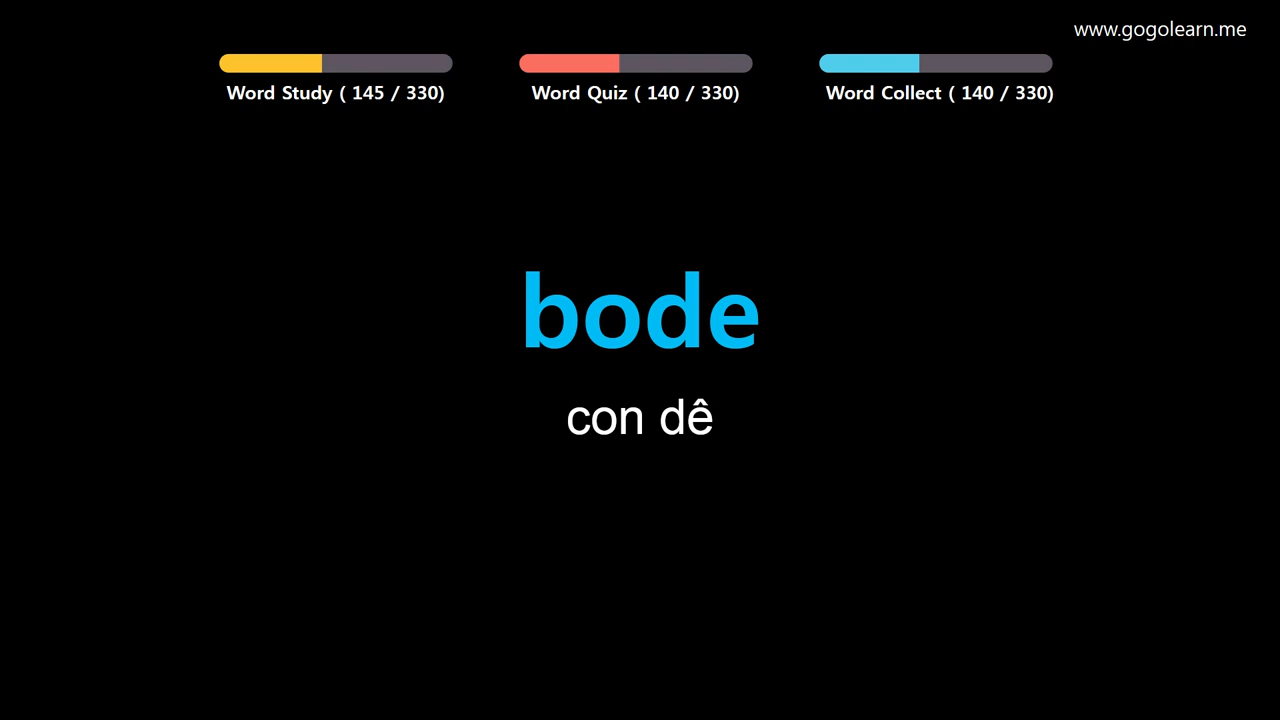 www.gogolearn.me
Word Study ( 145 / 330)
Word Quiz ( 140 / 330)
Word Collect ( 140 / 330)
bode
con dê